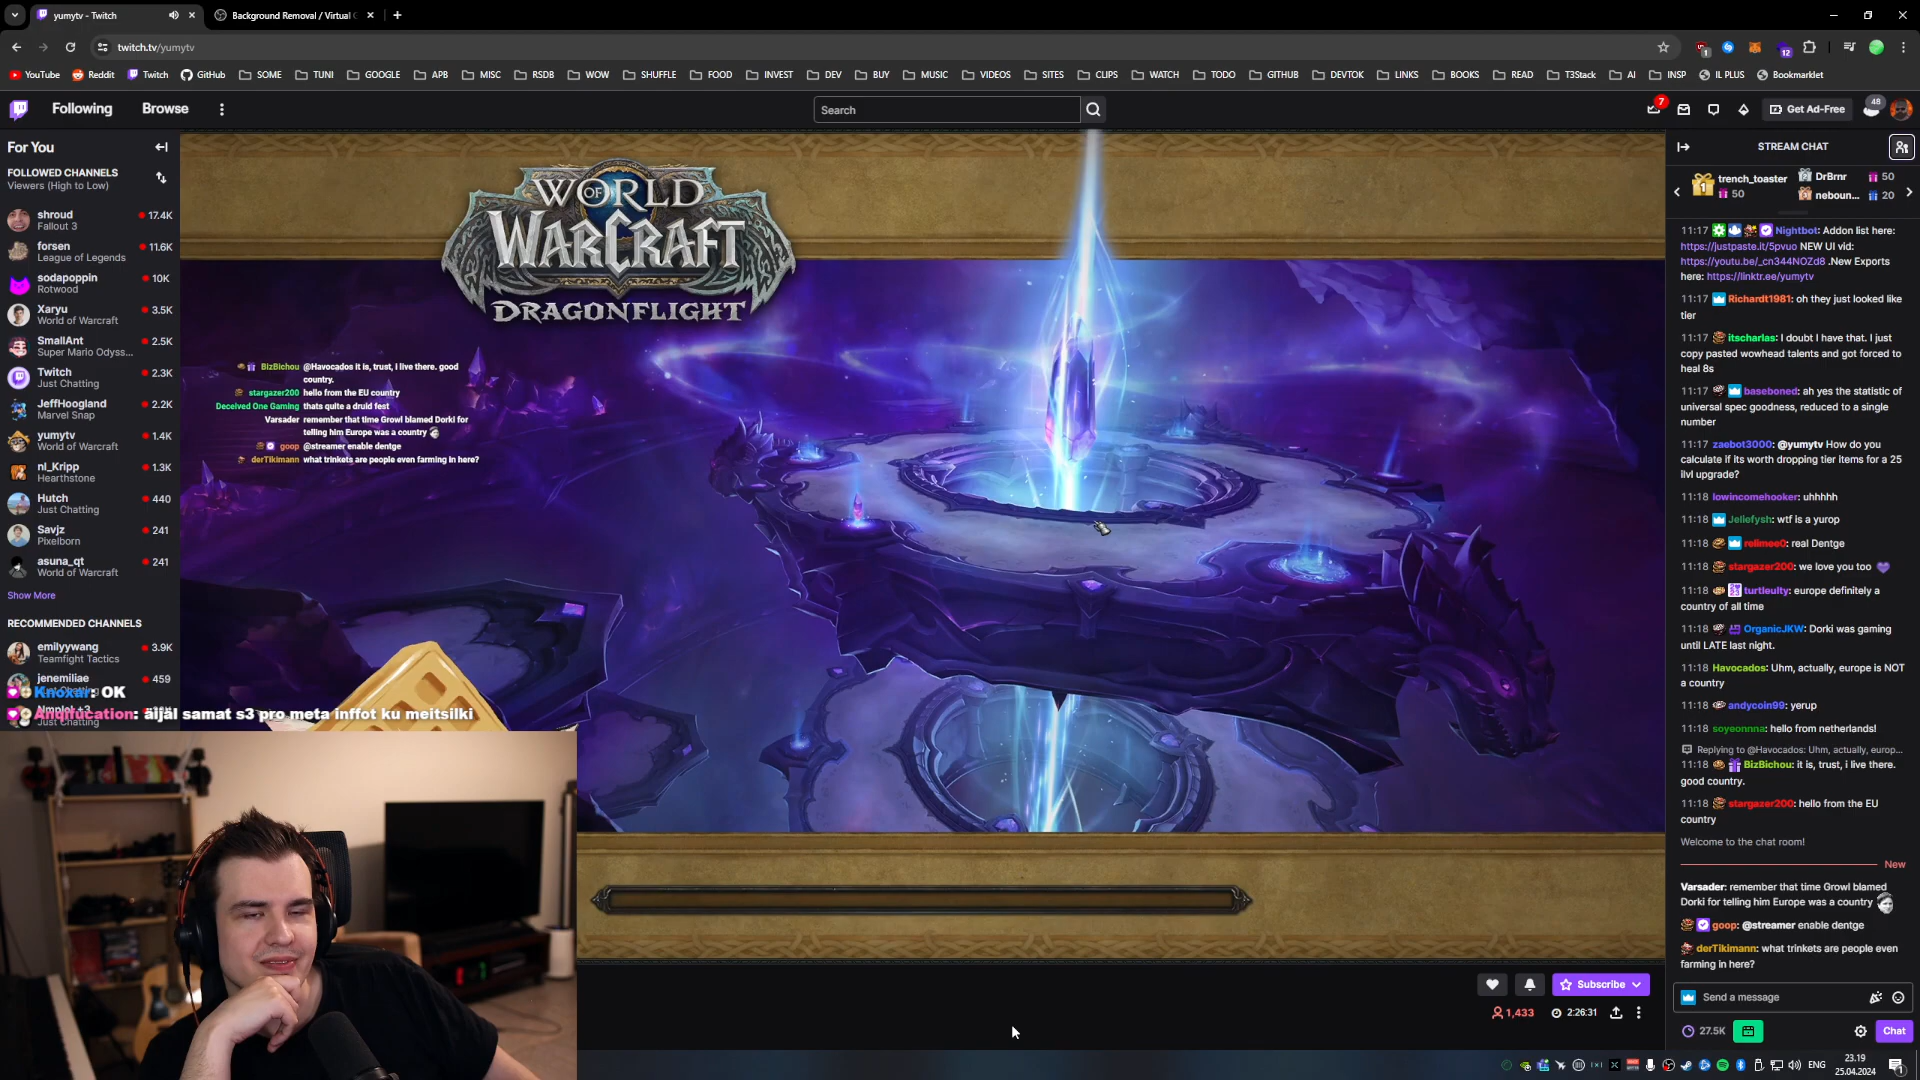 yumytv - Twitch
Background Removal / Virtual
twitch.tv/yumytv
YouTube Reddit Twitch GitHub SOME TUNI GOOGLE APB MISC RSDB WOW SHUFFLE FOOD INVEST DEV BUY MUSIC VIDEOS SITES CLIPS WATCH TODO GITHUB DEVTOK LINKS BOOKS READ T3Stack AI INSP IL PLUS Bookmarklet
Following Browse Search 7 Get Ad-Free 48
For You
FOLLOWED CHANNELS
Viewers (High to Low)
shroud 17.4K
Fallout 3
forsen 11.6K
League of Legends
sodapoppin 10K
Rotwood
Xaryu 3.5K
World of Warcraft
SmallAnt 2.5K
Super Mario Odyss...
Twitch 2.3K
Just Chatting
JeffHoogland 2.2K
Marvel Snap
yumytv 1.4K
World of Warcraft
nl_Kripp 1.3K
Hearthstone
Hutch 440
Just Chatting
Savjz 241
Pixelborn
asuna_qt 241
World of Warcraft
Show More
RECOMMENDED CHANNELS
emilyywang 3.9K
Teamfight Tactics
jenemiliae 459
Knoxar: OK
Anqifucation: äijäl samat s3 pro meta inffot ku meitsilki
Just Chatting
WORLD
OF
WARCRAFT
DRAGONFLIGHT
BizBichou @Havocados it is, trust, i live there. good
country.
stargazer200 hello from the EU country
Deceived One Gaming thats quite a druid fest
Varsader remember that time Growl blamed Dorki for
telling him Europe was a country
goop @streamer enable dentge
derTikimann what trinkets are people even farming in here?
Subscribe
1,433 2:26:31
STREAM CHAT
trench_toaster
50
DrBrnr 50
neboun... 20
11:17 Nightbot: Addon list here:
https://justpaste.it/5pvuo NEW UI vid:
https://youtu.be/_cn344NOZd8 .New Exports
here: https://linktr.ee/yumytv
11:17 Richardt1981: oh they just looked like
tier
11:17 itscharlas: I doubt I have that. I just
copy pasted wowhead talents and got forced to
heal 8s
11:17 baseboned: ah yes the statistic of
universal spec goodness, reduced to a single
number
11:17 zaebot3000: @yumytv How do you
calculate if its worth dropping tier items for a 25
ilvl upgrade?
11:18 lowincomehooker: uhhhhh
11:18 Jellefysh: wtf is a yurop
11:18 relimee0: real Dentge
11:18 stargazer200: we love you too
11:18 turtleulty: europe definitely a
country of all time
11:18 OrganicJKW: Dorki was gaming
until LATE last night.
11:18 Havocados: Uhm, actually, europe is NOT
a country
11:18 andycoin99: yerup
11:18 soyeonnna: hello from netherlands!
Replying to @Havocados: Uhm, actually, europ...
11:18 BizBichou: it is, trust, i live there.
good country.
11:18 stargazer200: hello from the EU
country
Welcome to the chat room!
New
Varsader: remember that time Growl blamed
Dorki for telling him Europe was a country
goop: @streamer enable dentge
derTikimann: what trinkets are people even
farming in here?
Send a message
27.5K Chat
ENG 23.19
25.04.2024